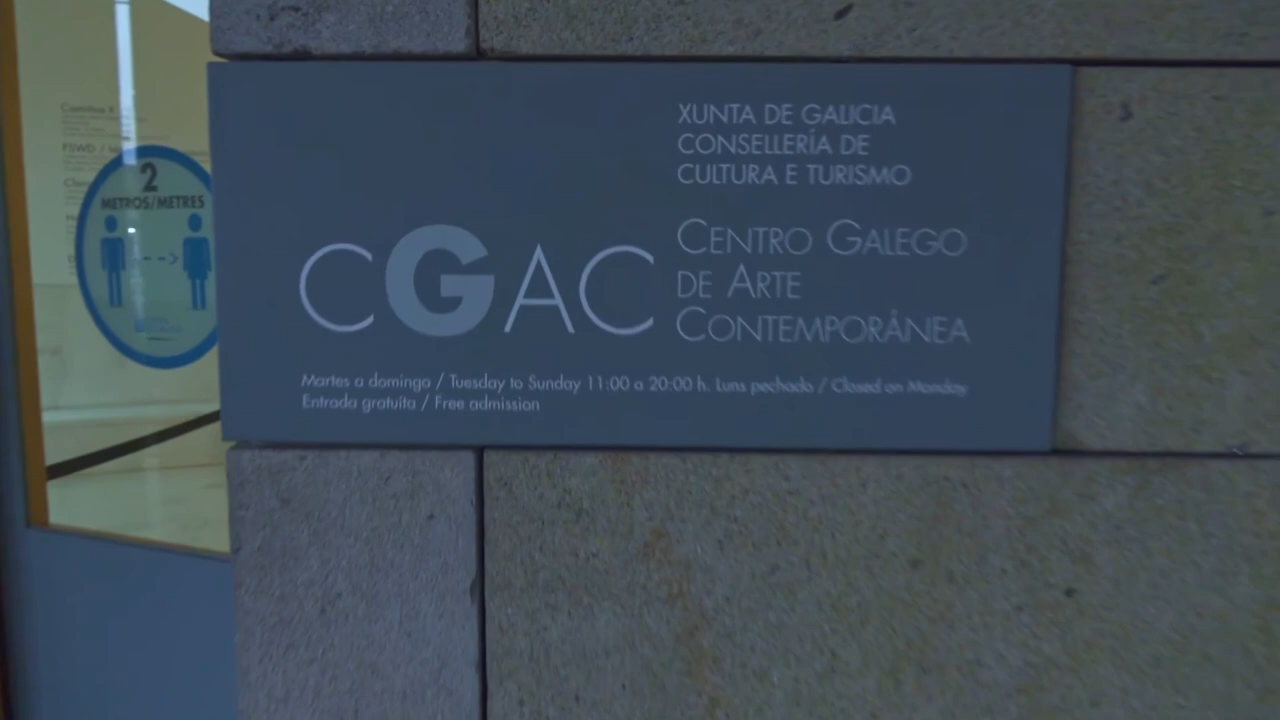 XUNTA DE GALICIA
CONSELLERÍA DE
CULTURA E TURISMO
CGAC
CENTRO GALEGO
DE ARTE
CONTEMPORÁNEA
Martes a domingo / Tuesday to Sunday 11:00 a 20:00 h. Luns pechado / Closed on Monday
Entrada gratuíta / Free admission
2
METROS/METRES